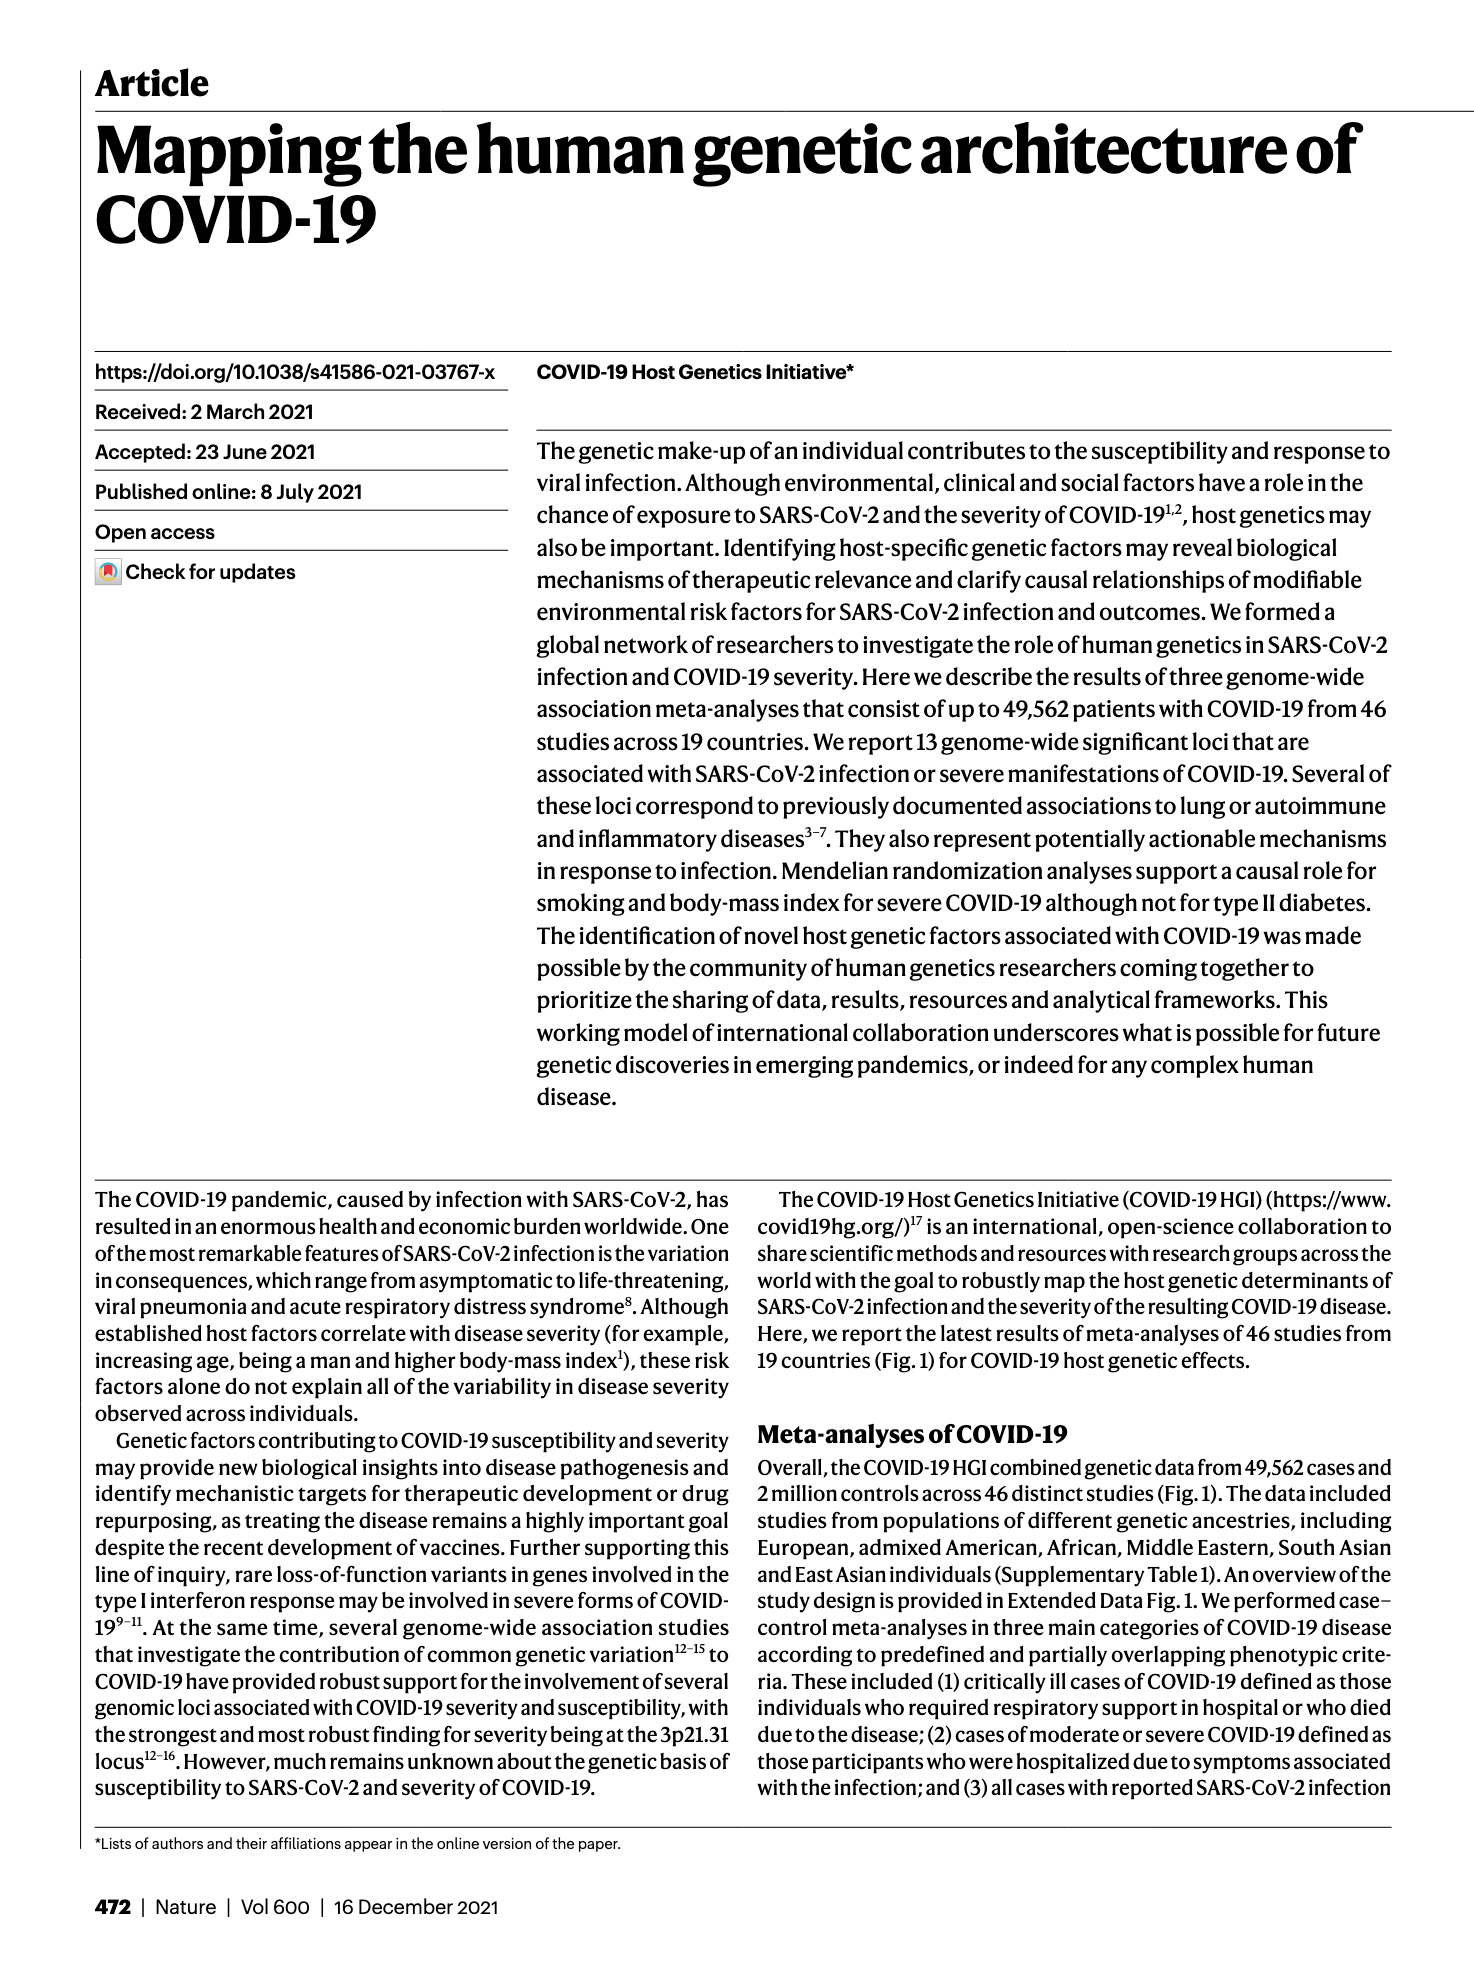 Article
Mapping the human genetic architecture of
COVID-19
https://doi.org/10.1038/s41586-021-03767-x
Received: 2 March 2021
Accepted: 23 June 2021
Published online: 8 July 2021
Open access
Check for updates
COVID-19 Host Genetics Initiative*
The genetic make-up of an individual contributes to the susceptibility and response to
viral infection. Although environmental, clinical and social factors have a role in the
chance of exposure to SARS-CoV-2 and the severity of COVID-19¹,², host genetics may
also be important. Identifying host-specific genetic factors may reveal biological
mechanisms of therapeutic relevance and clarify causal relationships of modifiable
environmental risk factors for SARS-CoV-2 infection and outcomes. We formed a
global network of researchers to investigate the role of human genetics in SARS-CoV-2
infection and COVID-19 severity. Here we describe the results of three genome-wide
association meta-analyses that consist of up to 49,562 patients with COVID-19 from 46
studies across 19 countries. We report 13 genome-wide significant loci that are
associated with SARS-CoV-2 infection or severe manifestations of COVID-19. Several of
these loci correspond to previously documented associations to lung or autoimmune
and inflammatory diseases³⁻⁷. They also represent potentially actionable mechanisms
in response to infection. Mendelian randomization analyses support a causal role for
smoking and body-mass index for severe COVID-19 although not for type II diabetes.
The identification of novel host genetic factors associated with COVID-19 was made
possible by the community of human genetics researchers coming together to
prioritize the sharing of data, results, resources and analytical frameworks. This
working model of international collaboration underscores what is possible for future
genetic discoveries in emerging pandemics, or indeed for any complex human
disease.
The COVID-19 pandemic, caused by infection with SARS-CoV-2, has
resulted in an enormous health and economic burden worldwide. One
of the most remarkable features of SARS-CoV-2 infection is the variation
in consequences, which range from asymptomatic to life-threatening,
viral pneumonia and acute respiratory distress syndrome⁸. Although
established host factors correlate with disease severity (for example,
increasing age, being a man and higher body-mass index¹), these risk
factors alone do not explain all of the variability in disease severity
observed across individuals.
Genetic factors contributing to COVID-19 susceptibility and severity
may provide new biological insights into disease pathogenesis and
identify mechanistic targets for therapeutic development or drug
repurposing, as treating the disease remains a highly important goal
despite the recent development of vaccines. Further supporting this
line of inquiry, rare loss-of-function variants in genes involved in the
type I interferon response may be involved in severe forms of COVID-
19⁹⁻¹¹. At the same time, several genome-wide association studies
that investigate the contribution of common genetic variation¹²⁻¹⁵ to
COVID-19 have provided robust support for the involvement of several
genomic loci associated with COVID-19 severity and susceptibility, with
the strongest and most robust finding for severity being at the 3p21.31
locus¹²⁻¹⁶. However, much remains unknown about the genetic basis of
susceptibility to SARS-CoV-2 and severity of COVID-19.
The COVID-19 Host Genetics Initiative (COVID-19 HGI) (https://www.
covid19hg.org/)¹⁷ is an international, open-science collaboration to
share scientific methods and resources with research groups across the
world with the goal to robustly map the host genetic determinants of
SARS-CoV-2 infection and the severity of the resulting COVID-19 disease.
Here, we report the latest results of meta-analyses of 46 studies from
19 countries (Fig. 1) for COVID-19 host genetic effects.
Meta-analyses of COVID-19
Overall, the COVID-19 HGI combined genetic data from 49,562 cases and
2 million controls across 46 distinct studies (Fig. 1). The data included
studies from populations of different genetic ancestries, including
European, admixed American, African, Middle Eastern, South Asian
and East Asian individuals (Supplementary Table 1). An overview of the
study design is provided in Extended Data Fig. 1. We performed case–
control meta-analyses in three main categories of COVID-19 disease
according to predefined and partially overlapping phenotypic crite-
ria. These included (1) critically ill cases of COVID-19 defined as those
individuals who required respiratory support in hospital or who died
due to the disease; (2) cases of moderate or severe COVID-19 defined as
those participants who were hospitalized due to symptoms associated
with the infection; and (3) all cases with reported SARS-CoV-2 infection
*Lists of authors and their affiliations appear in the online version of the paper.
472 | Nature | Vol 600 | 16 December 2021